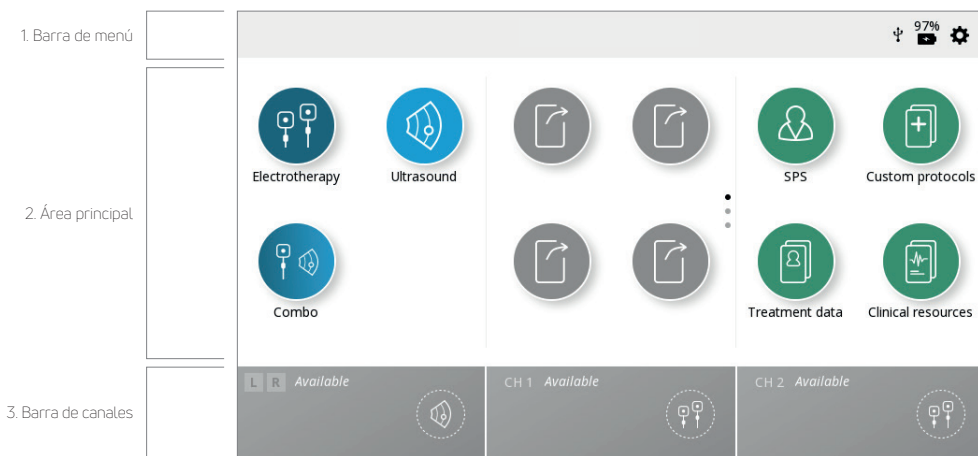 1. Barra de menú
97%
Electrotherapy
Ultrasound
SPS
Custom protocols
2. Área principal
Combo
Treatment data
Clinical resources
3. Barra de canales
L R Available
CH 1 Available
CH 2 Available